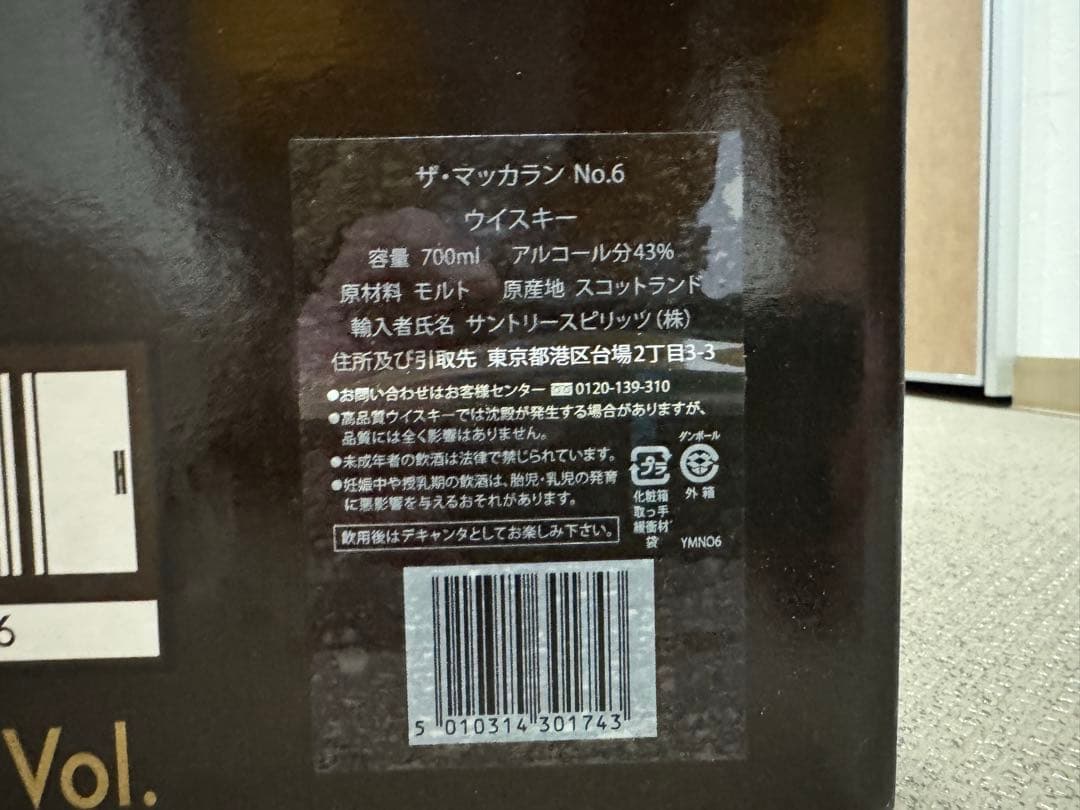 ザ・マッカラン No.6
ウイスキー
容量 700ml アルコール分43%
原材料 モルト 原産地 スコットランド
輸入者氏名 サントリースピリッツ(株)
住所及び引取先 東京都港区台場2丁目3-3
●お問い合わせはお客様センター 0120-139-310
●高品質ウイスキーでは沈殿が発生する場合がありますが、
品質には全く影響はありません。
●未成年者の飲酒は法律で禁じられています。
●妊娠中や授乳期の飲酒は、胎児・乳児の発育
に悪影響を与えるおそれがあります。
飲用後はデキャンタとしてお楽しみ下さい。
プラ
化粧箱
取っ手
緩衝材
袋
ダンボール
外箱
YMNO6
5 010314 301743
6
Vol.